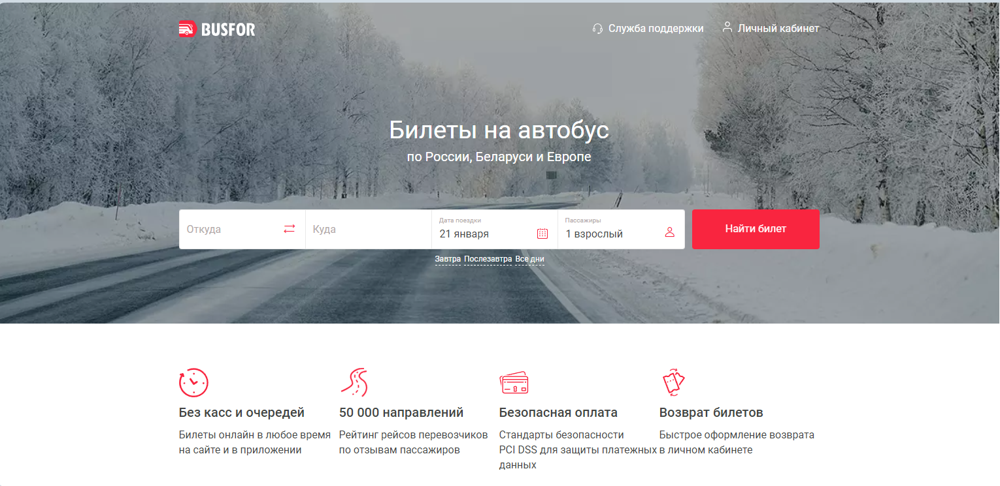 BUSFOR
Служба поддержки
Личный кабинет
Билеты на автобус
по России, Беларуси и Европе
Откуда
Куда
Дата поездки
21 января
Пассажиры
1 взрослый
Найти билет
Завтра Послезавтра Все дни
Без касс и очередей
Билеты онлайн в любое время
на сайте и в приложении
50 000 направлений
Рейтинг рейсов перевозчиков
по отзывам пассажиров
Безопасная оплата
Стандарты безопасности
PCI DSS для защиты платежных
данных
Возврат билетов
Быстрое оформление возврата
в личном кабинете